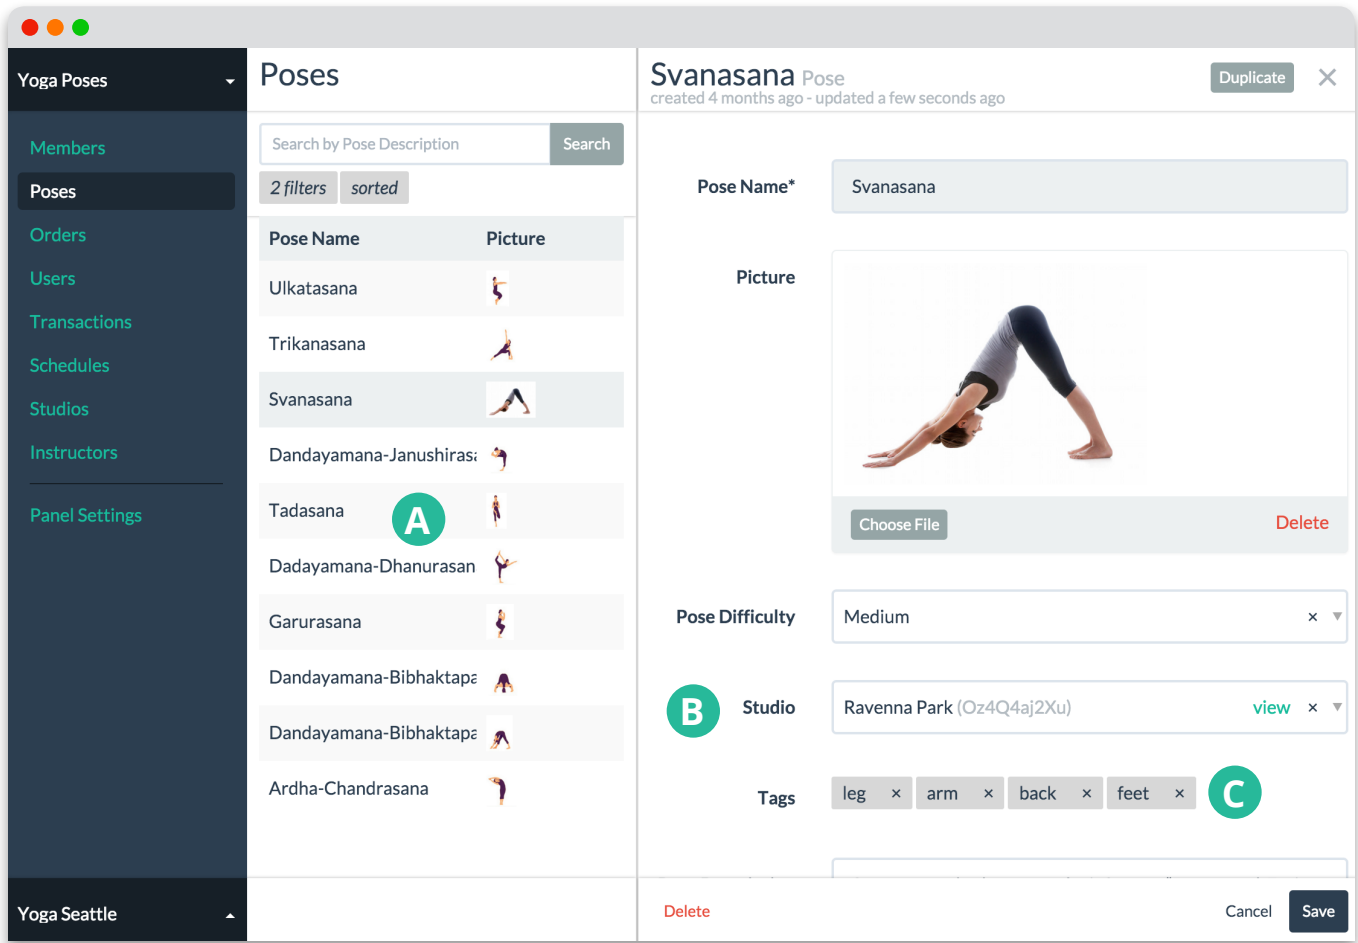 Yoga Poses
Members
Poses
Orders
Users
Transactions
Schedules
Studios
Instructors
Panel Settings
Yoga Seattle
Poses
Search by Pose Description
Search
2 filters sorted
Pose Name Picture
Ulkatasana
Trikanasana
Svanasana
Dandayamana-Janushirasa
Tadasana
A
Dadayamana-Dhanurasan
Garurasana
Dandayamana-Bibhaktapa
Dandayamana-Bibhaktapa
Ardha-Chandrasana
Svanasana Pose
created 4 months ago - updated a few seconds ago
Duplicate ×
Pose Name* Svanasana
Picture
Choose File Delete
Pose Difficulty Medium × ▼
B Studio Ravenna Park (Oz4Q4aj2Xu) view × ▼
Tags leg × arm × back × feet × C
Delete Cancel Save